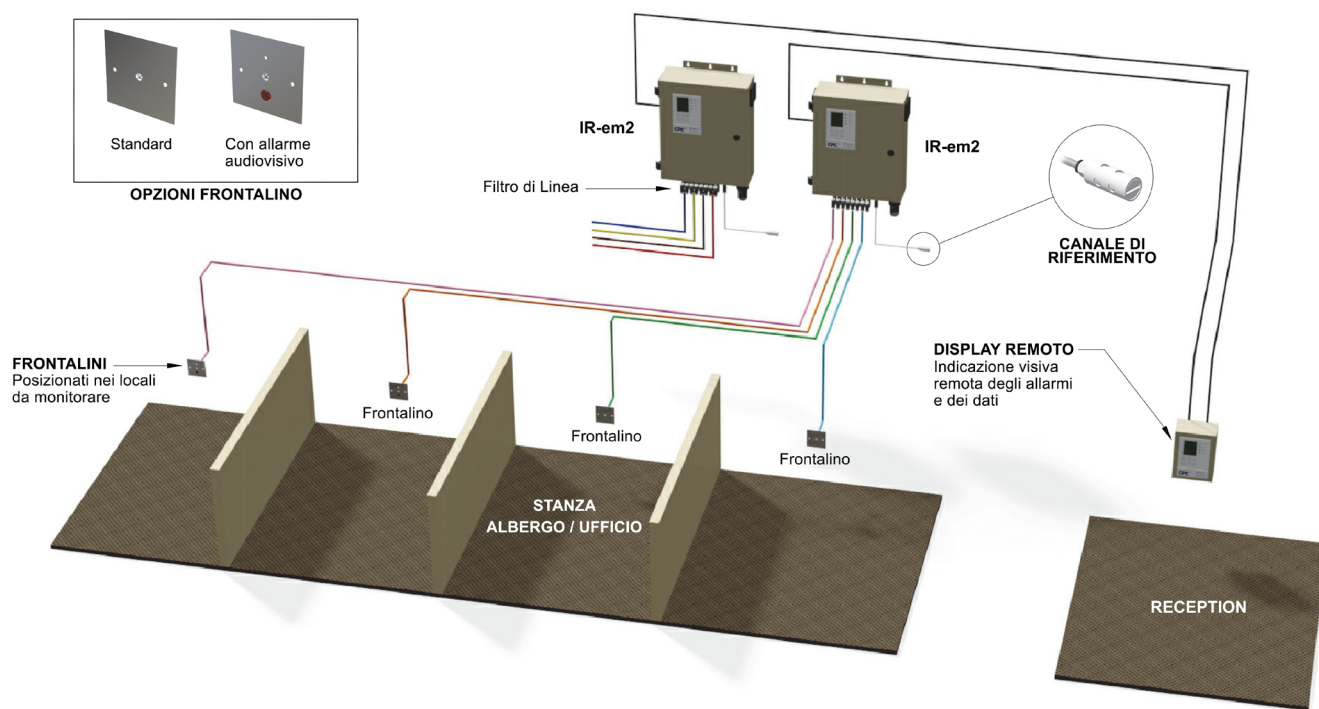 Standard
Con allarme
audiovisivo
OPZIONI FRONTALINO
IR-em2
IR-em2
Filtro di Linea
CANALE DI
RIFERIMENTO
FRONTALINI
Posizionati nei locali
da monitorare
Frontalino
Frontalino
Frontalino
DISPLAY REMOTO
Indicazione visiva
remota degli allarmi
e dei dati
STANZA
ALBERGO / UFFICIO
RECEPTION